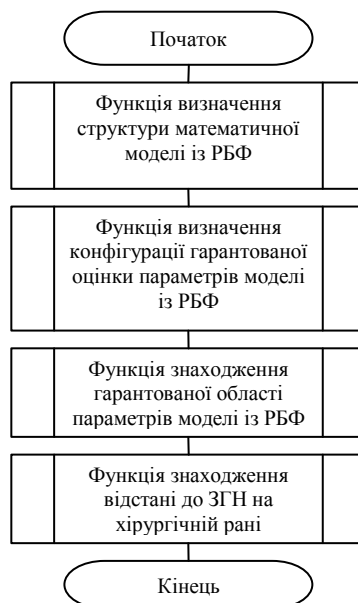 Початок
Функція визначення
структури математичної
моделі із РБФ
Функція визначення
конфігурації гарантованої
оцінки параметрів моделі
із РБФ
Функція знаходження
гарантованої області
параметрів моделі із РБФ
Функція знаходження
відстані до ЗГН на
хірургічній рані
Кінець